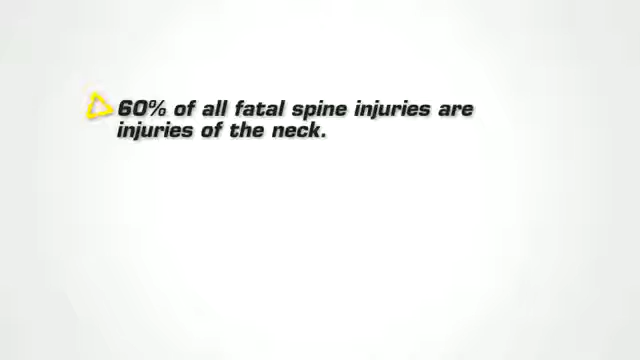 60% of all fatal spine injuries are
injuries of the neck.